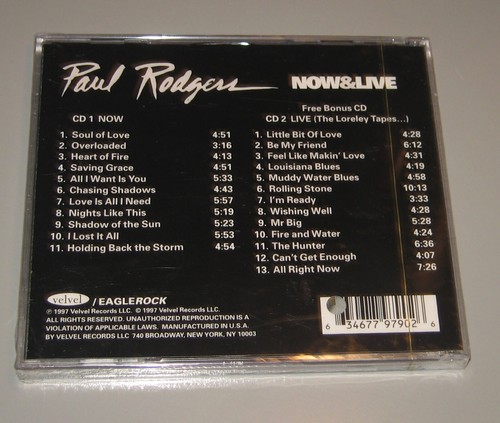 Paul Rodgers NOW&LIVE
CD 1 NOW
1. Soul of Love 4:51
2. Overloaded 3:16
3. Heart of Fire 4:13
4. Saving Grace 4:51
5. All I Want Is You 5:33
6. Chasing Shadows 4:43
7. Love Is All I Need 5:57
8. Nights Like This 5:19
9. Shadow of the Sun 5:23
10. I Lost It All 5:53
11. Holding Back the Storm 4:54
Free Bonus CD
CD 2 LIVE (The Loreley Tapes...)
1. Little Bit Of Love 4:28
2. Be My Friend 6:12
3. Feel Like Makin' Love 4:31
4. Louisiana Blues 4:19
5. Muddy Water Blues 4:58
6. Rolling Stone 10:13
7. I'm Ready 3:33
8. Wishing Well 4:28
9. Mr Big 5:28
10. Fire and Water 4:24
11. The Hunter 6:36
12. Can't Get Enough 4:07
13. All Right Now 7:26
velvel /EAGLEROCK
℗ 1997 Velvel Records LLC. © 1997 Velvel Records LLC.
ALL RIGHTS RESERVED. UNAUTHORIZED REPRODUCTION IS A
VIOLATION OF APPLICABLE LAWS. MANUFACTURED IN U.S.A.
BY VELVEL RECORDS LLC 740 BROADWAY, NEW YORK, NY 10003
6 34677 97902 6